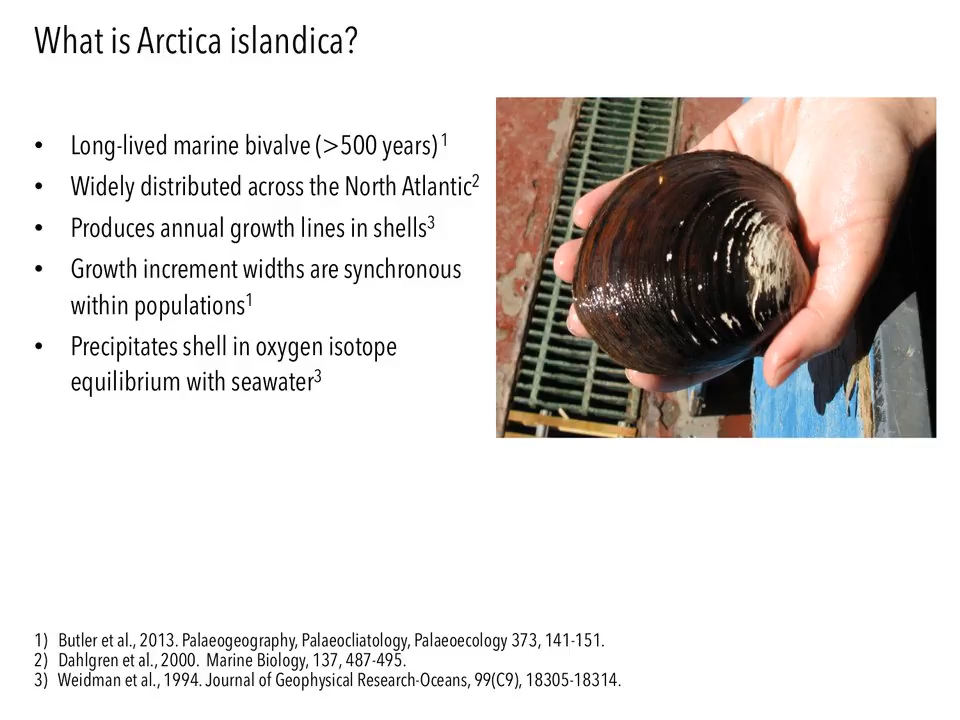 What is Arctica islandica?
• Long-lived marine bivalve (>500 years)1
• Widely distributed across the North Atlantic2
• Produces annual growth lines in shells3
• Growth increment widths are synchronous
within populations1
• Precipitates shell in oxygen isotope
equilibrium with seawater3
1) Butler et al., 2013. Palaeogeography, Palaeocliatology, Palaeoecology 373, 141-151.
2) Dahlgren et al., 2000. Marine Biology, 137, 487-495.
3) Weidman et al., 1994. Journal of Geophysical Research-Oceans, 99(C9), 18305-18314.